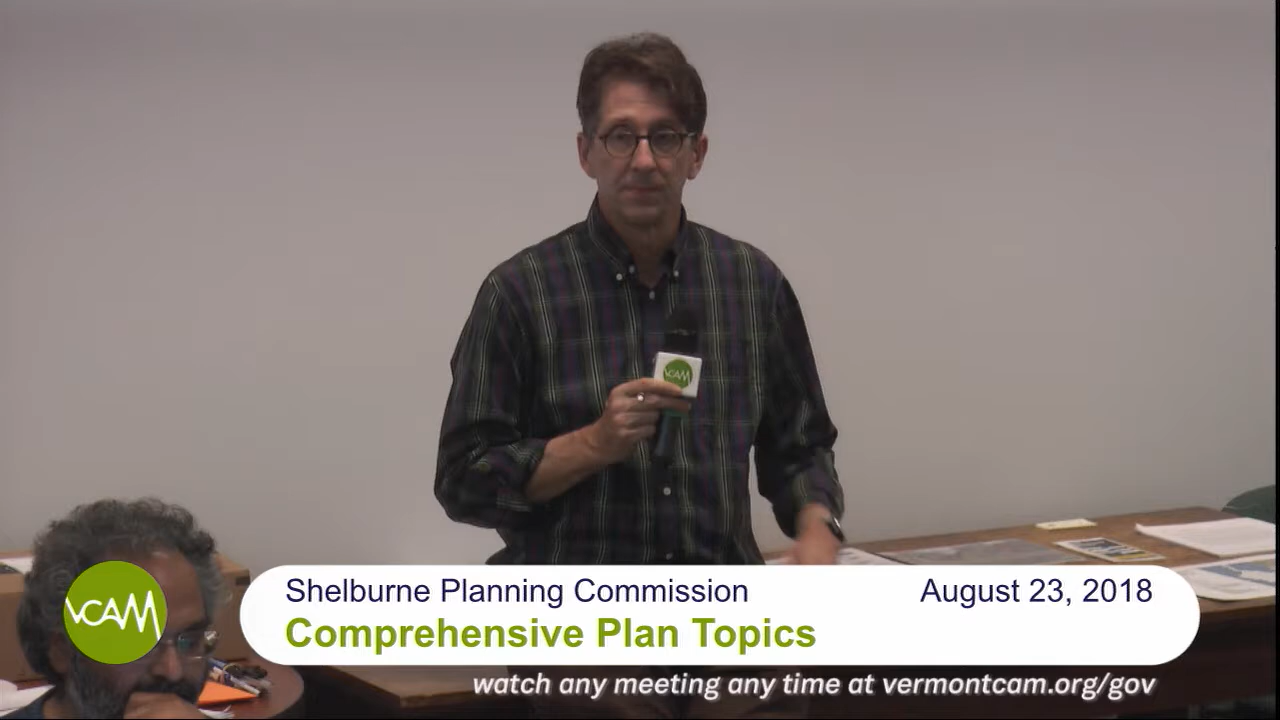 VCAM
Shelburne Planning Commission
August 23, 2018
VCAM
Comprehensive Plan Topics
watch any meeting any time at vermontcam.org/gov